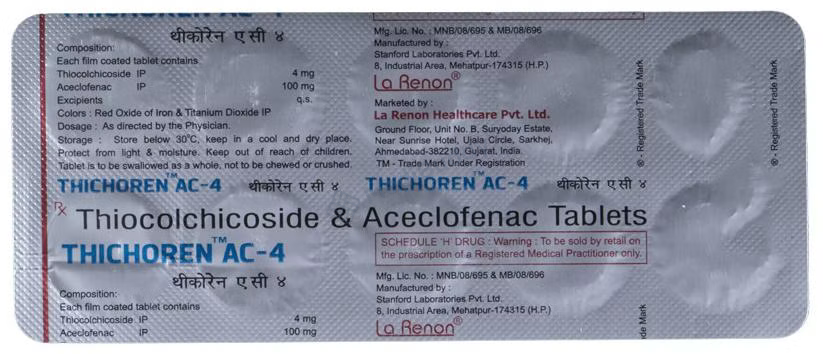 THICHOREN AC-4
थीकोरेन ए सी ४
Composition:
Each film coated tablet contains
Thiocolchicoside IP 4 mg
Aceclofenac IP 100 mg
Excipients q.s.
Colors : Red Oxide of Iron & Titanium Dioxide IP
Dosage : As directed by the Physician.
Storage : Store below 30°C, keep in a cool and dry place.
Protect from light & moisture. Keep out of reach of children.
Tablet is to be swallowed as a whole, not to be chewed or crushed.
Mfg. Lic. No. : MNB/08/695 & MB/08/696
Manufactured by :
Stanford Laboratories Pvt. Ltd.
8, Industrial Area, Mehatpur-174315 (H.P.)
La Renon®
Marketed by :
La Renon Healthcare Pvt. Ltd.
Ground Floor, Unit No. B, Suryoday Estate,
Near Sunrise Hotel, Ujala Circle, Sarkhej,
Ahmedabad-382210, Gujarat, India.
TM - Trade Mark Under Registration
® - Registered Trade Mark
® - Registered Trade Mark
THICHOREN™ AC-4 थीकोरेन ए सी ४ THICHOREN™ AC-4 थीकोरेन ए सी ४
Rx Thiocolchicoside & Aceclofenac Tablets
THICHOREN™ AC-4
थीकोरेन ए सी ४
SCHEDULE 'H' DRUG : Warning : To be sold by retail on
the prescription of a Registered Medical Practitioner only.
Composition:
Each film coated tablet contains
Thiocolchicoside IP 4 mg
Aceclofenac IP 100 mg
Mfg. Lic. No. : MNB/08/695 & MB/08/696
Manufactured by :
Stanford Laboratories Pvt. Ltd.
8, Industrial Area, Mehatpur-174315 (H.P.)
La Renon®
de Mark